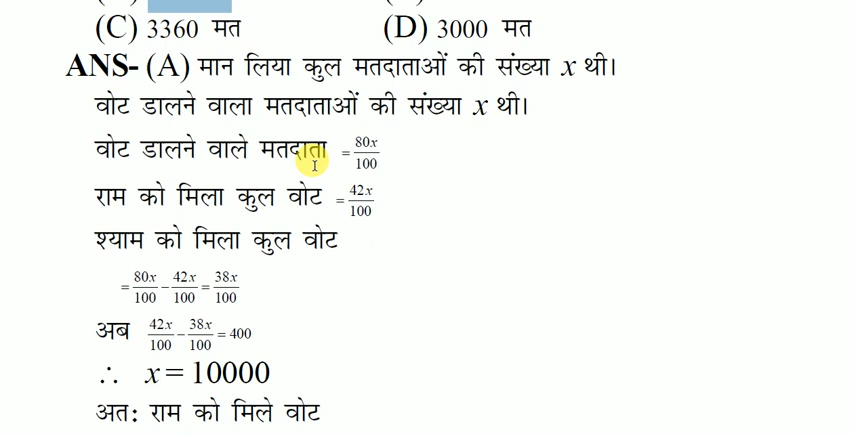 (C) 3360 मत (D) 3000 मत
ANS- (A) मान लिया कुल मतदाताओं की संख्या x थी।
वोट डालने वाला मतदाताओं की संख्या x थी।
वोट डालने वाले मतदाता = 80x/100
राम को मिला कुल वोट = 42x/100
श्याम को मिला कुल वोट
= 80x/100 − 42x/100 = 38x/100
अब 42x/100 − 38x/100 = 400
∴ x = 10000
अत: राम को मिले वोट